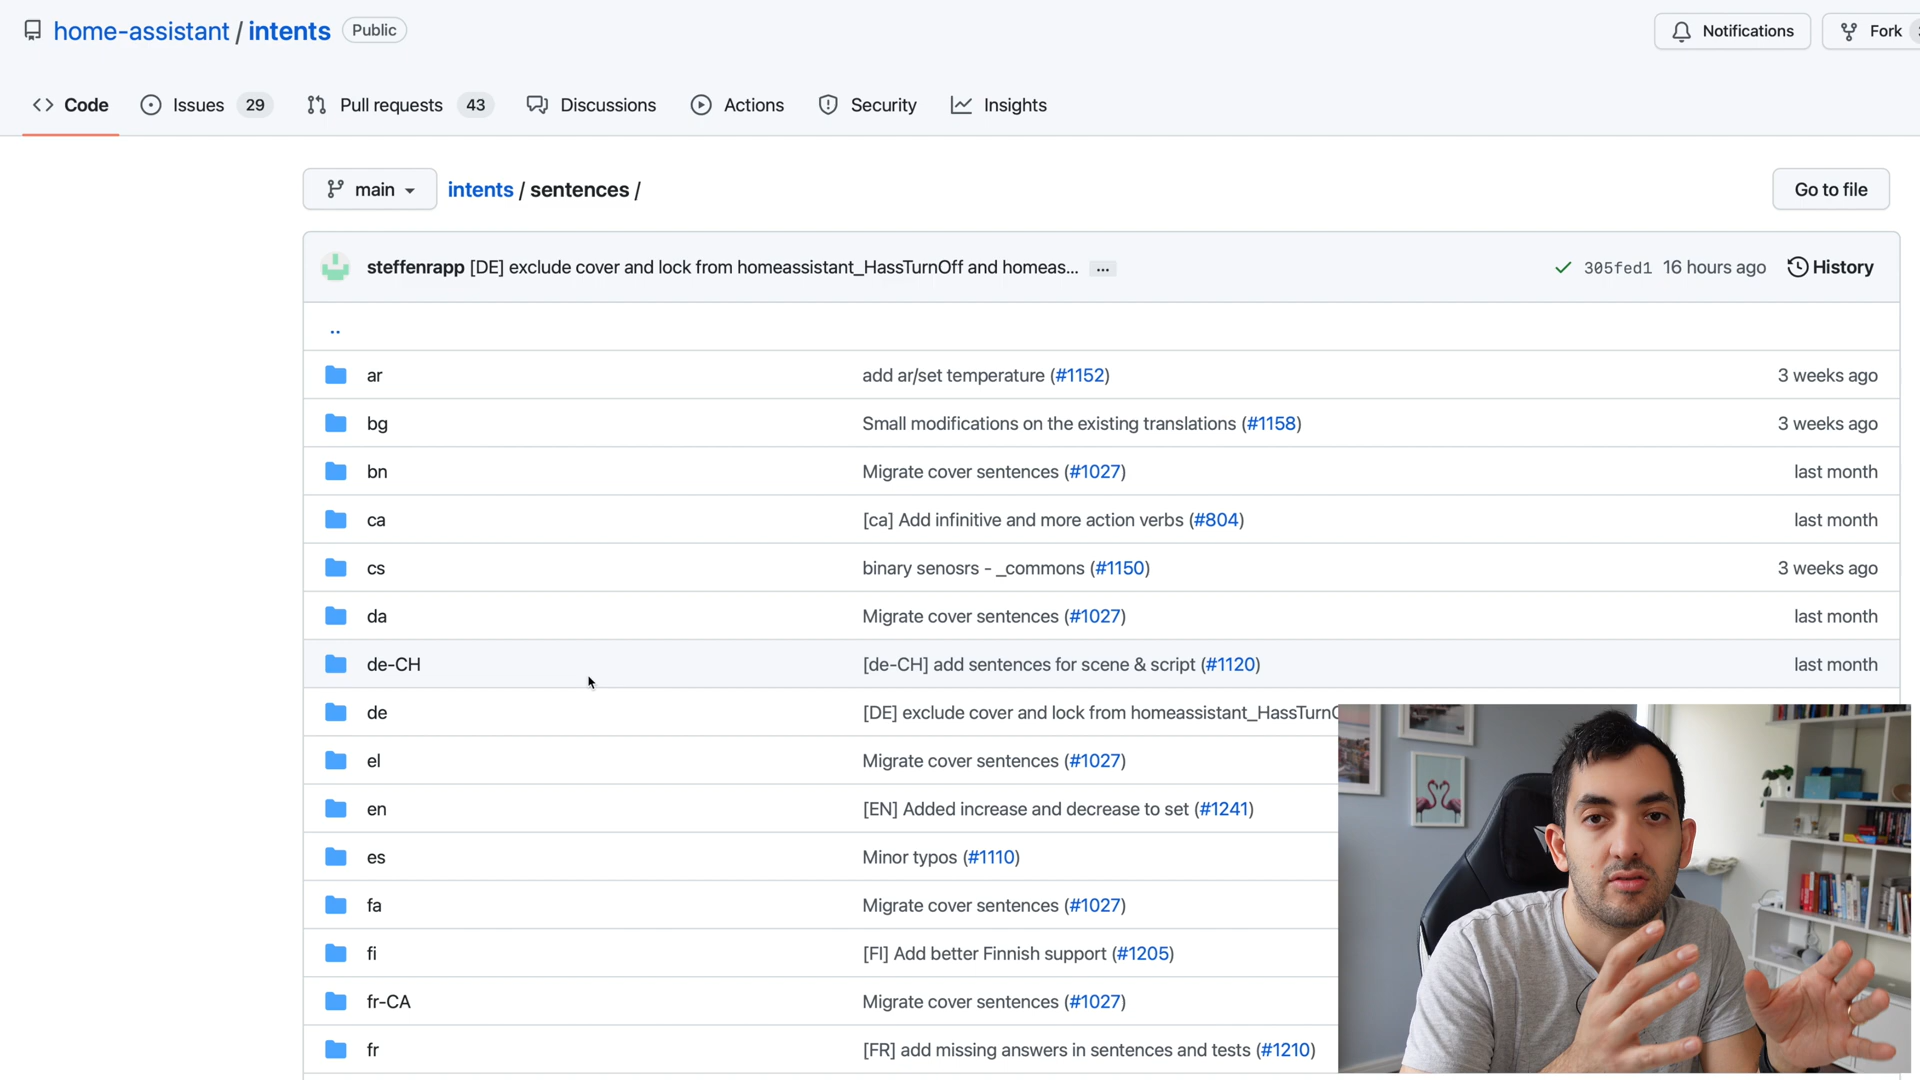 home-assistant / intents Public Notifications Fork
Code Issues 29 Pull requests 43 Discussions Actions Security Insights
main intents / sentences / Go to file
steffenrapp [DE] exclude cover and lock from homeassistant_HassTurnOff and homeas... ... 305fed1 16 hours ago History
..
ar add ar/set temperature (#1152) 3 weeks ago
bg Small modifications on the existing translations (#1158) 3 weeks ago
bn Migrate cover sentences (#1027) last month
ca [ca] Add infinitive and more action verbs (#804) last month
cs binary senosrs - _commons (#1150) 3 weeks ago
da Migrate cover sentences (#1027) last month
de-CH [de-CH] add sentences for scene & script (#1120) last month
de [DE] exclude cover and lock from homeassistant_HassTurnO
el Migrate cover sentences (#1027)
en [EN] Added increase and decrease to set (#1241)
es Minor typos (#1110)
fa Migrate cover sentences (#1027)
fi [FI] Add better Finnish support (#1205)
fr-CA Migrate cover sentences (#1027)
fr [FR] add missing answers in sentences and tests (#1210)